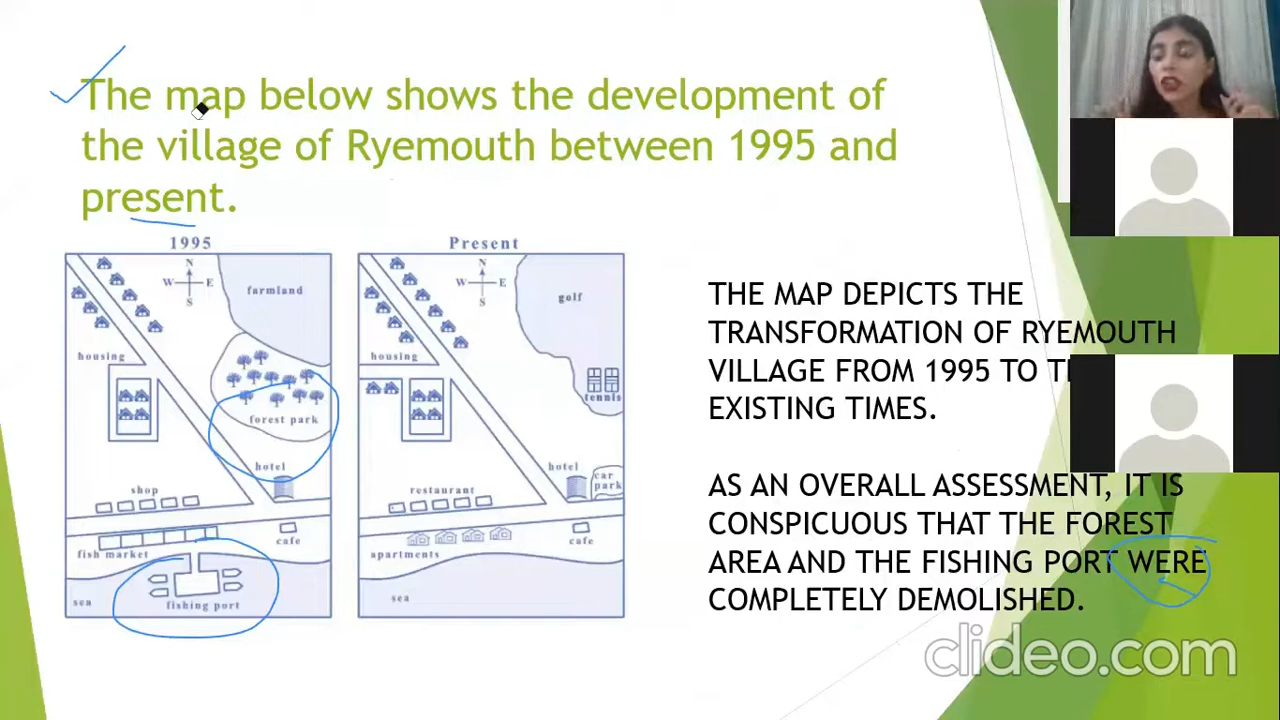 The map below shows the development of
the village of Ryemouth between 1995 and
present.
1995
N
W E
S
farmland
housing
forest park
hotel
shop
fish market
cafe
sea
fishing port
Present
N
W E
S
golf
housing
tennis
hotel
car
park
restaurant
apartments
cafe
sea
THE MAP DEPICTS THE
TRANSFORMATION OF RYEMOUTH
VILLAGE FROM 1995 TO
EXISTING TIMES.
AS AN OVERALL ASSESSMENT, IT IS
CONSPICUOUS THAT THE FOREST
AREA AND THE FISHING PORT WERE
COMPLETELY DEMOLISHED.
clideo.com